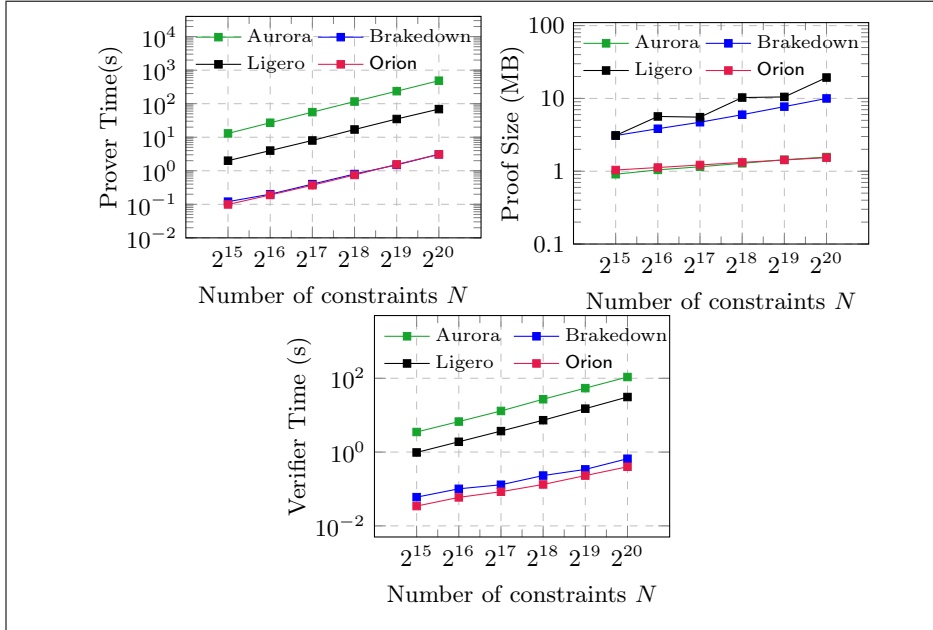 Prover Time(s)
10^4
10^3
10^2
10^1
10^0
10^−1
10^−2
Aurora Brakedown
Ligero Orion
2^15 2^16 2^17 2^18 2^19 2^20
Number of constraints N
Proof Size (MB)
100
10
1
0.1
Aurora Brakedown
Ligero Orion
2^15 2^16 2^17 2^18 2^19 2^20
Number of constraints N
Verifier Time (s)
10^2
10^0
10^−2
Aurora Brakedown
Ligero Orion
2^15 2^16 2^17 2^18 2^19 2^20
Number of constraints N